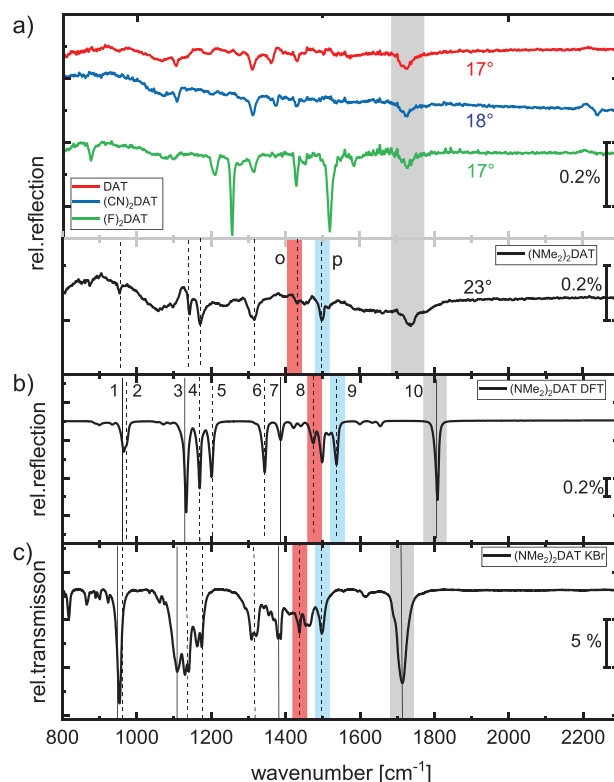 a)
rel.reflection
17°
18°
17°
0.2%
DAT
(CN)₂DAT
(F)₂DAT
o
p
(NMe₂)₂DAT
23°
0.2%
b)
rel.reflection
1
2
3
4
5
6
7
8
9
10
(NMe₂)₂DAT DFT
0.2%
c)
rel.transmisson
(NMe₂)₂DAT KBr
5 %
800
1000
1200
1400
1600
1800
2000
2200
wavenumber [cm⁻¹]